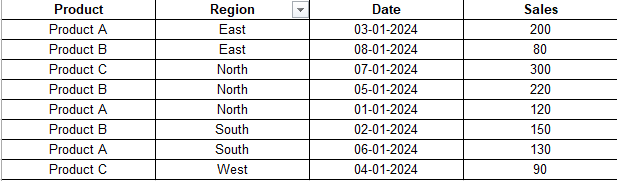 Product Region Date Sales
Product A East 03-01-2024 200
Product B East 08-01-2024 80
Product C North 07-01-2024 300
Product B North 05-01-2024 220
Product A North 01-01-2024 120
Product B South 02-01-2024 150
Product A South 06-01-2024 130
Product C West 04-01-2024 90